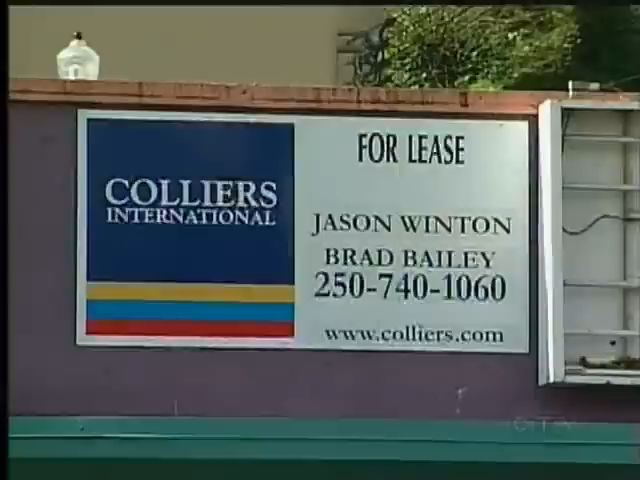 COLLIERS
INTERNATIONAL
FOR LEASE
JASON WINTON
BRAD BAILEY
250-740-1060
www.colliers.com